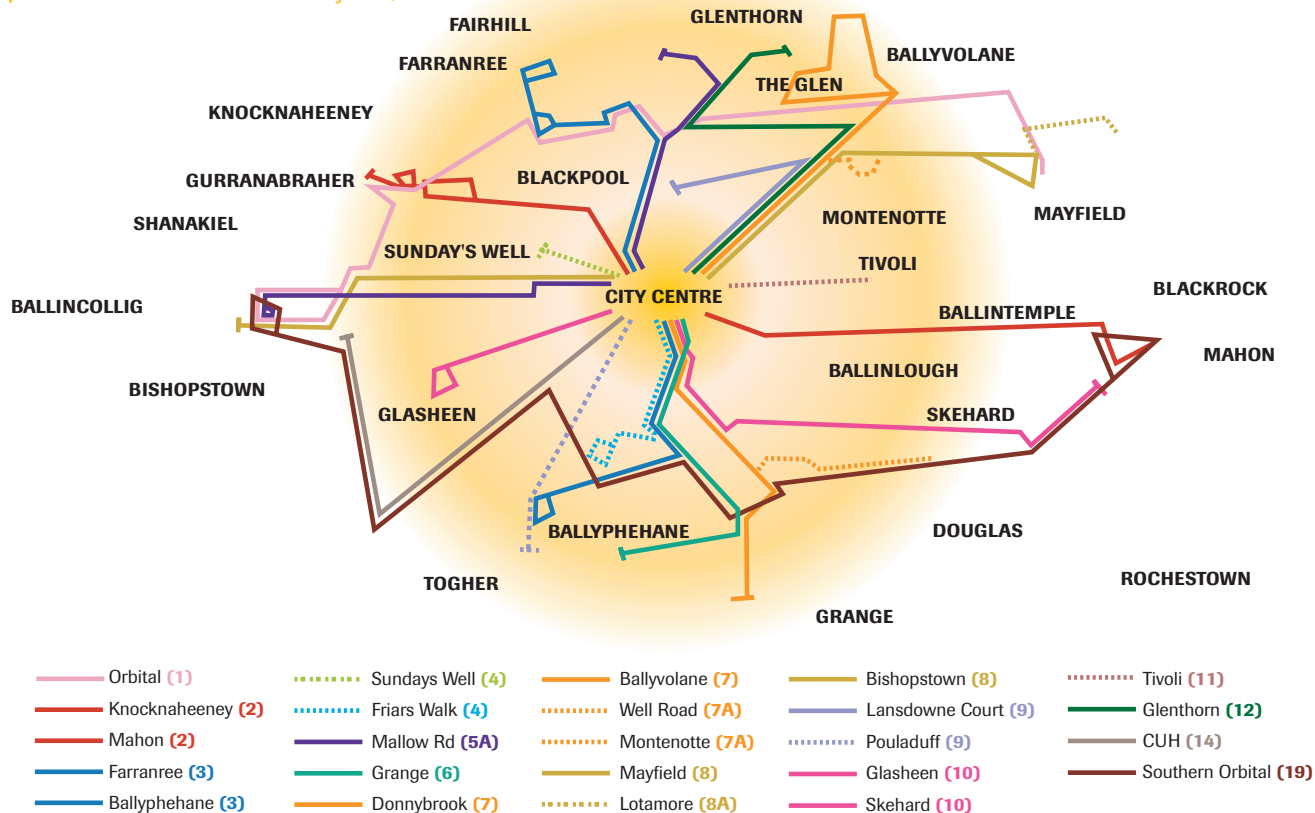 GLENTHORN
FAIRHILL
BALLYVOLANE
FARRANREE
THE GLEN
KNOCKNAHEENEY
GURRANABRAHER
BLACKPOOL
SHANAKIEL
MONTENOTTE
MAYFIELD
SUNDAY'S WELL
TIVOLI
BLACKROCK
CITY CENTRE
BALLINCOLLIG
BALLINTEMPLE
MAHON
BALLINLOUGH
BISHOPSTOWN
GLASHEEN
SKEHARD
BALLYPHEHANE
DOUGLAS
TOGHER
ROCHESTOWN
GRANGE
Orbital (1)
Knocknaheeney (2)
Mahon (2)
Farranree (3)
Ballyphehane (3)
Sundays Well (4)
Friars Walk (4)
Mallow Rd (5A)
Grange (6)
Donnybrook (7)
Ballyvolane (7)
Well Road (7A)
Montenotte (7A)
Mayfield (8)
Lotamore (8A)
Bishopstown (8)
Lansdowne Court (9)
Pouladuff (9)
Glasheen (10)
Skehard (10)
Tivoli (11)
Glenthorn (12)
CUH (14)
Southern Orbital (19)